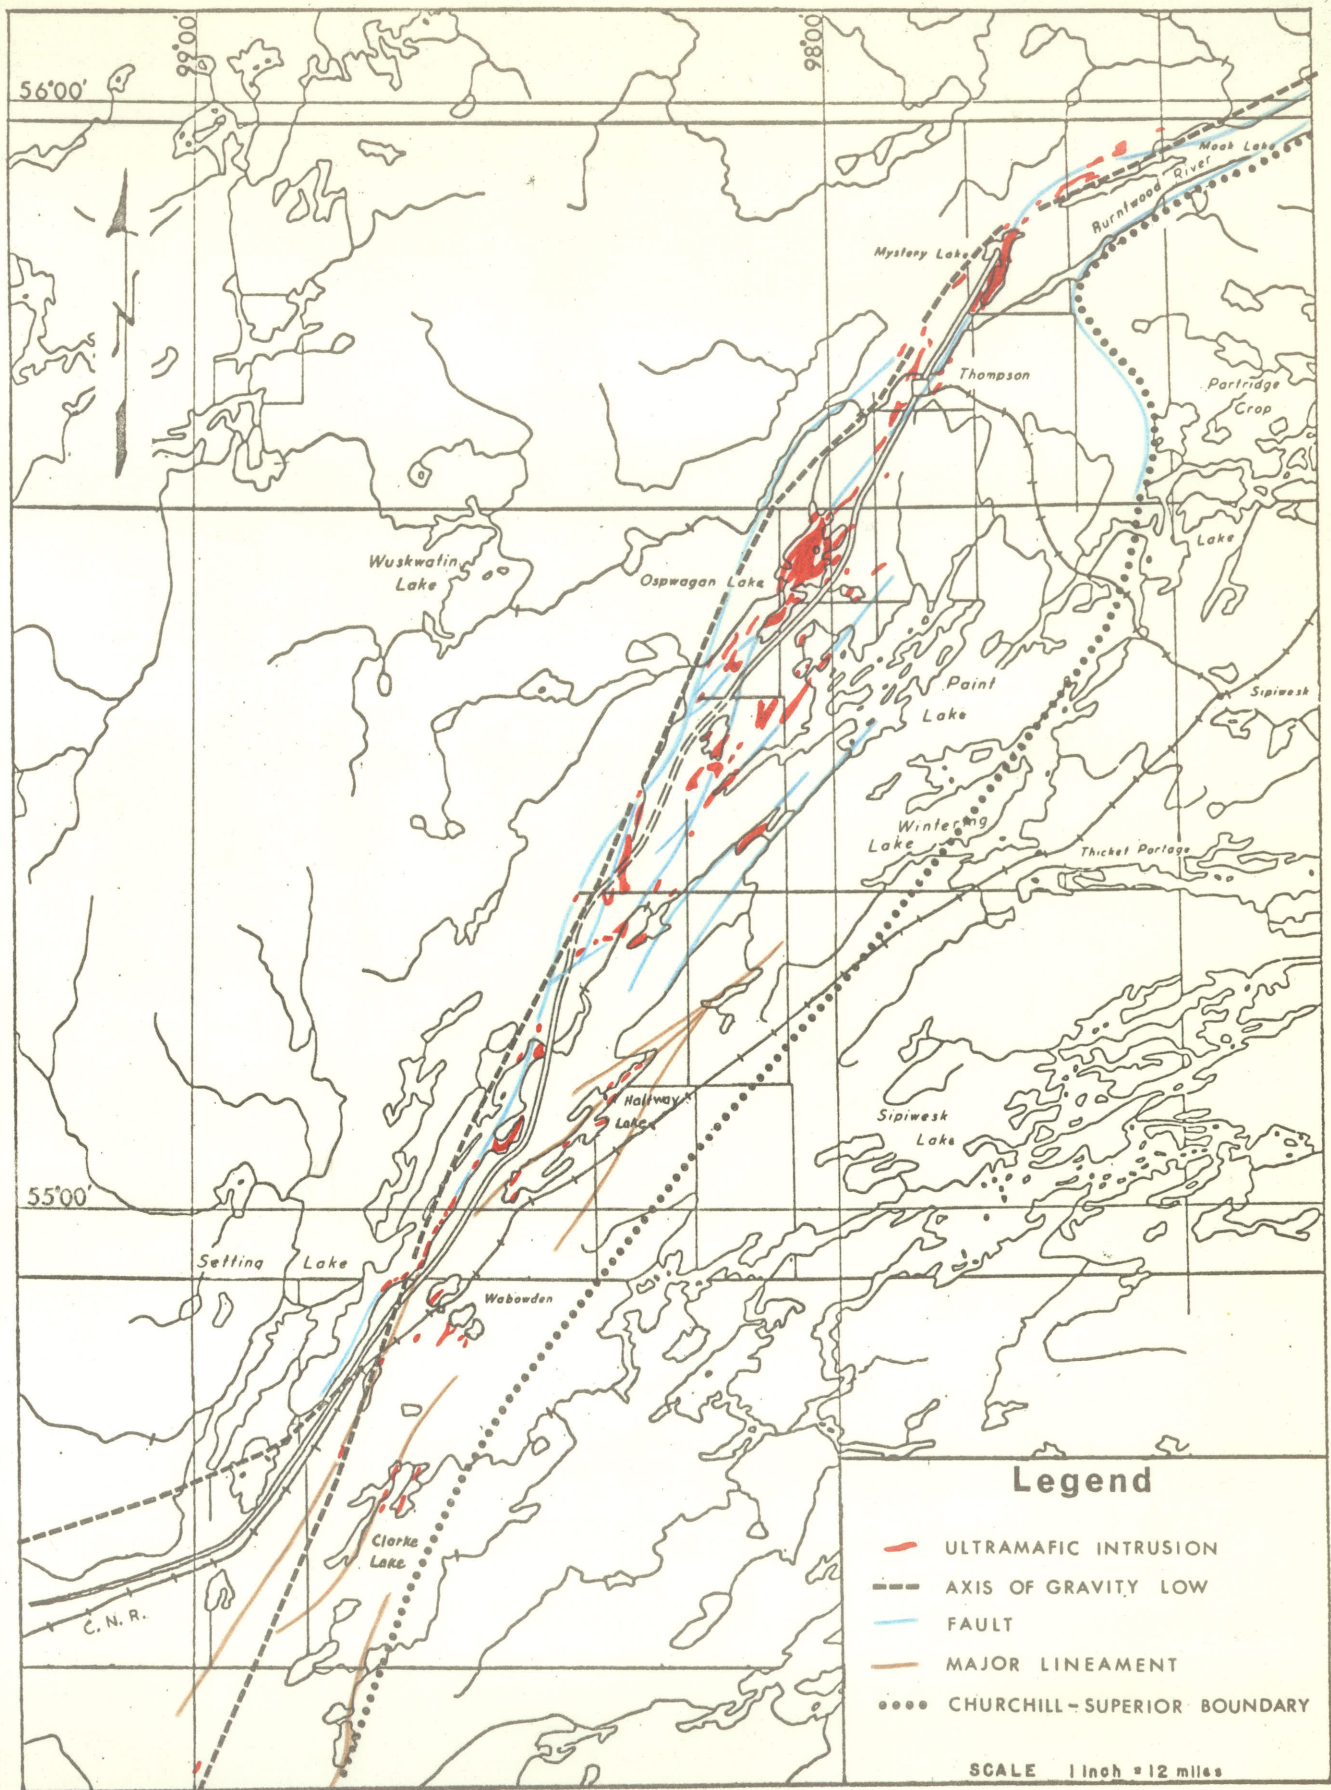 99°00'
98°00'
56°00'
Moak Lake
Burntwood River
Mystery Lake
N
Thompson
Partridge
Crop
Lake
Wuskwatin
Lake
Ospwagan Lake
Paint
Lake
Sipiwesk
Wintering
Lake
Thicket Portage
Halfway
Lake
Sipiwesk
Lake
55°00'
Setting Lake
Wabowden
Clarke
Lake
C. N. R.
Legend
ULTRAMAFIC INTRUSION
AXIS OF GRAVITY LOW
FAULT
MAJOR LINEAMENT
CHURCHILL-SUPERIOR BOUNDARY
SCALE 1 inch = 12 miles